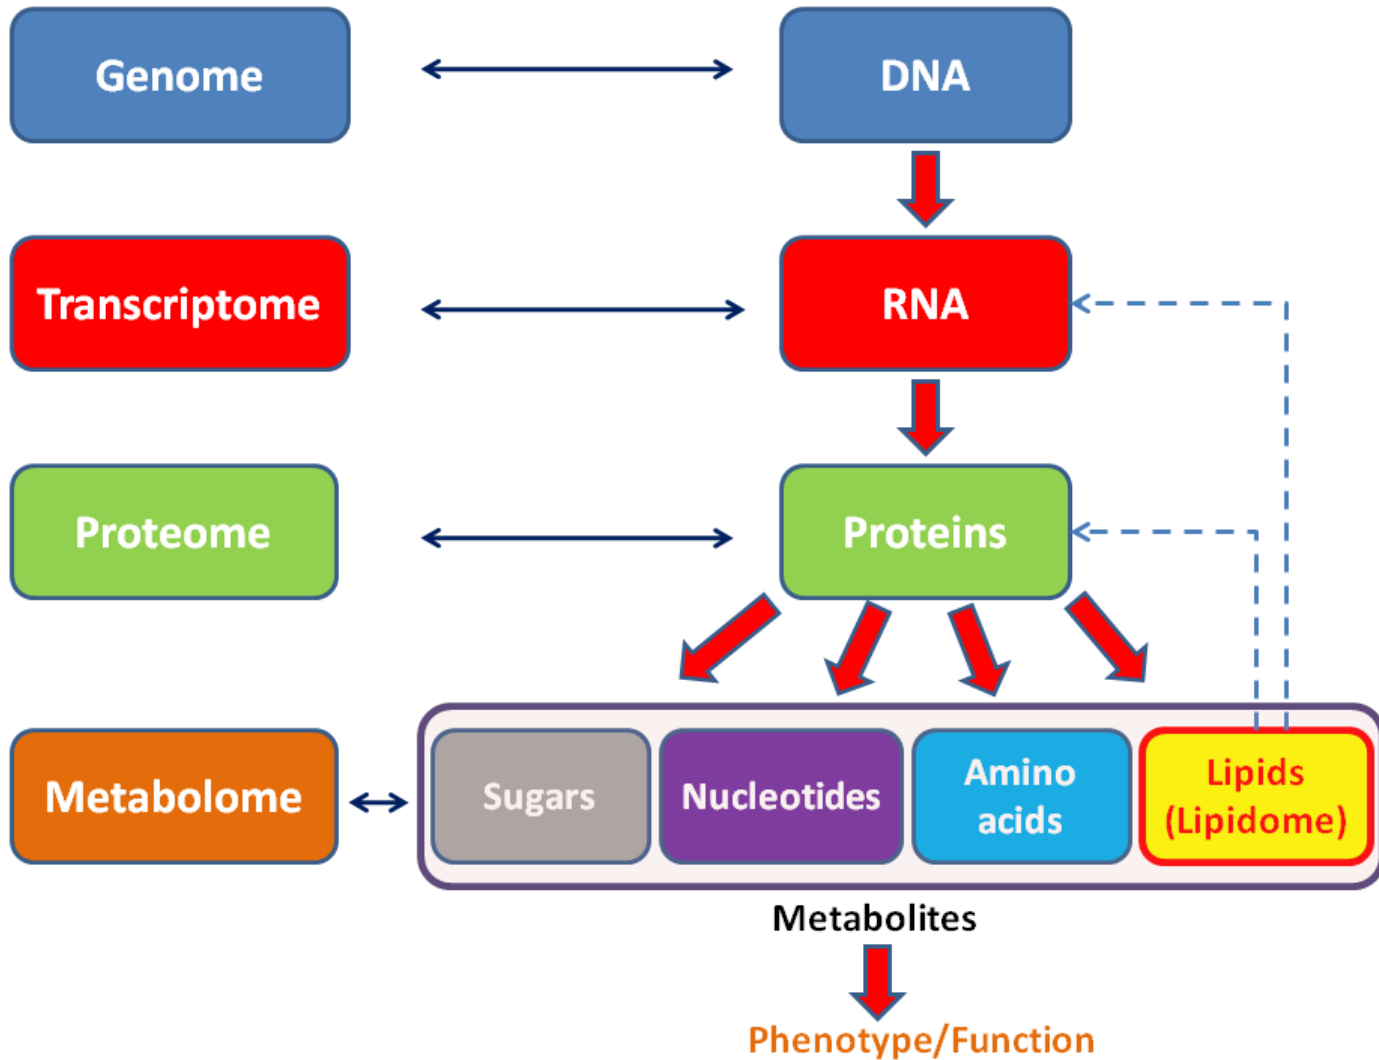 Genome
DNA
Transcriptome
RNA
Proteome
Proteins
Metabolome
Sugars
Nucleotides
Amino
acids
Lipids
(Lipidome)
Metabolites
Phenotype/Function